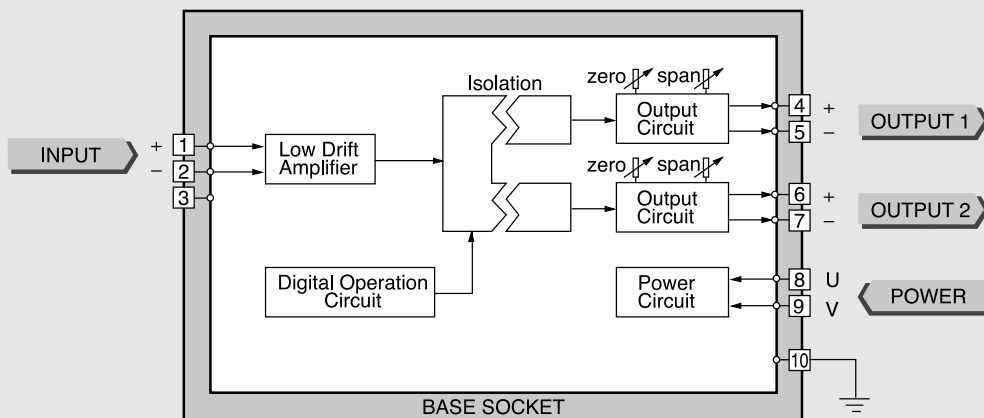 Isolation
zero span
INPUT
+ 1
− 2
3
Low Drift
Amplifier
Output
Circuit
4 +
5 −
OUTPUT 1
zero span
Output
Circuit
6 +
7 −
OUTPUT 2
Digital Operation
Circuit
Power
Circuit
8 U
9 V
POWER
10
BASE SOCKET